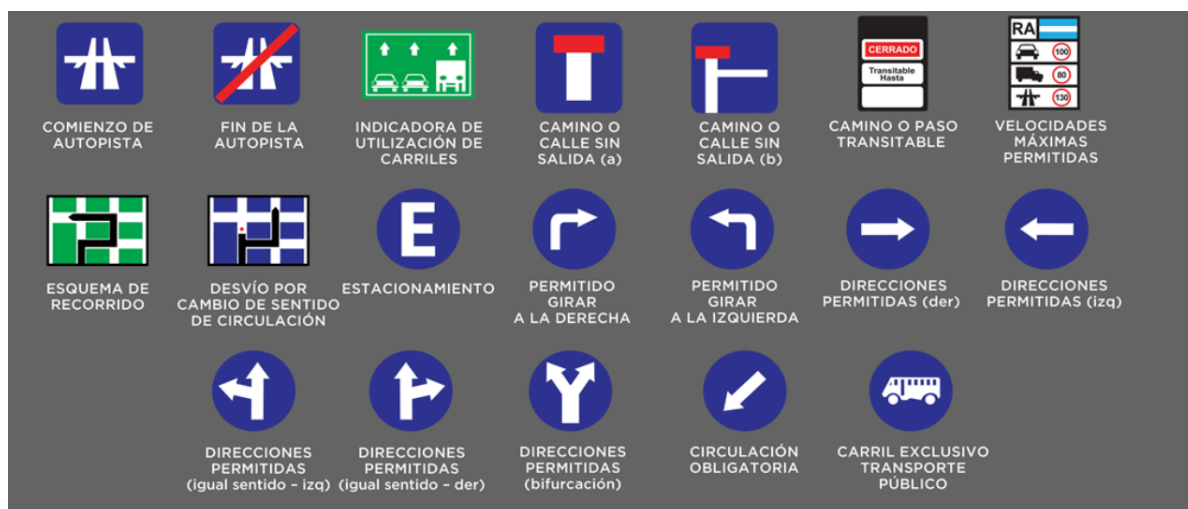 CERRADO
Transitable
Hasta
RA
100
80
130
COMIENZO DE
AUTOPISTA
FIN DE LA
AUTOPISTA
INDICADORA DE
UTILIZACIÓN DE
CARRILES
CAMINO O
CALLE SIN
SALIDA (a)
CAMINO O
CALLE SIN
SALIDA (b)
CAMINO O PASO
TRANSITABLE
VELOCIDADES
MÁXIMAS
PERMITIDAS
E
ESQUEMA DE
RECORRIDO
DESVÍO POR
CAMBIO DE SENTIDO
DE CIRCULACIÓN
ESTACIONAMIENTO
PERMITIDO
GIRAR
A LA DERECHA
PERMITIDO
GIRAR
A LA IZQUIERDA
DIRECCIONES
PERMITIDAS (der)
DIRECCIONES
PERMITIDAS (izq)
DIRECCIONES
PERMITIDAS
(igual sentido – izq)
DIRECCIONES
PERMITIDAS
(igual sentido – der)
DIRECCIONES
PERMITIDAS
(bifurcación)
CIRCULACIÓN
OBLIGATORIA
CARRIL EXCLUSIVO
TRANSPORTE
PÚBLICO